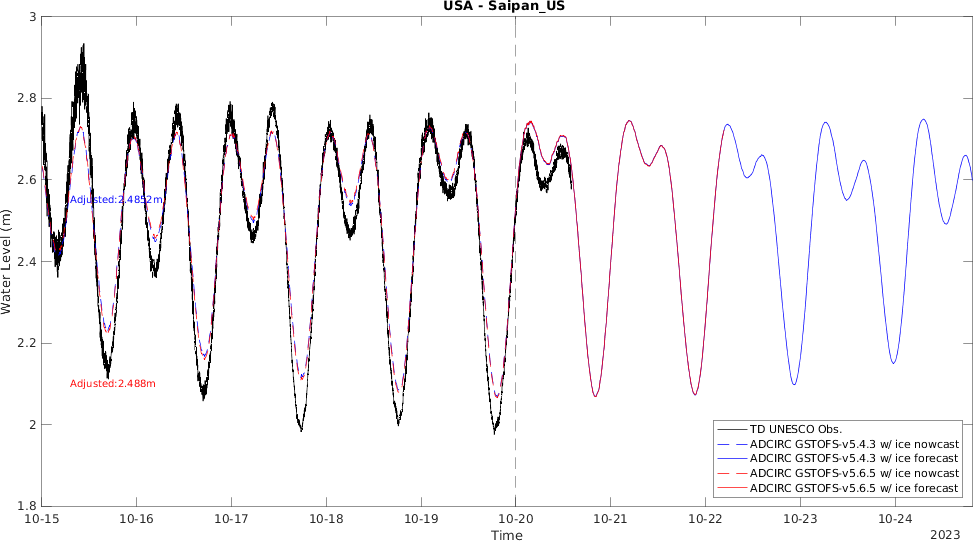 USA - Saipan_US
3
2.8
2.6
2.4
2.2
2
1.8
Water Level (m)
Adjusted:2.4852m
Adjusted:2.488m
TD UNESCO Obs.
ADCIRC GSTOFS-v5.4.3 w/ ice nowcast
ADCIRC GSTOFS-v5.4.3 w/ ice forecast
ADCIRC GSTOFS-v5.6.5 w/ ice nowcast
ADCIRC GSTOFS-v5.6.5 w/ ice forecast
10-15 10-16 10-17 10-18 10-19 10-20 10-21 10-22 10-23 10-24
Time
2023